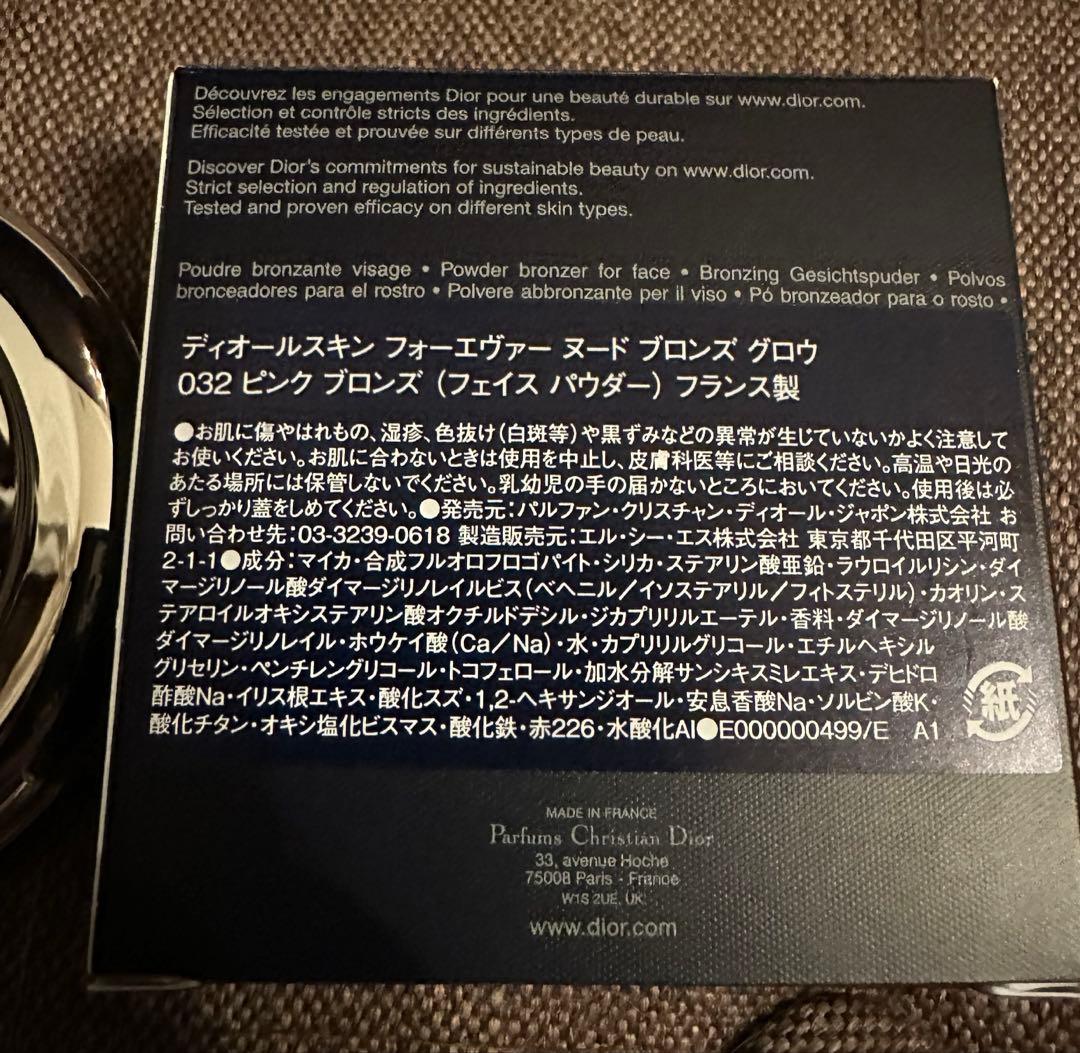 Découvrez les engagements Dior pour une beauté durable sur www.dior.com.
Sélection et contrôle stricts des ingrédients.
Efficacité testée et prouvée sur différents types de peau.
Discover Dior's commitments for sustainable beauty on www.dior.com.
Strict selection and regulation of ingredients.
Tested and proven efficacy on different skin types.
Poudre bronzante visage • Powder bronzer for face • Bronzing Gesichtspuder • Polvos
bronceadores para el rostro • Polvere abbronzante per il viso • Pó bronzeador para o rosto •
ディオールスキン フォーエヴァー ヌード ブロンズ グロウ
032 ピンク ブロンズ（フェイス パウダー）フランス製
●お肌に傷やはれもの、湿疹、色抜け（白斑等）や黒ずみなどの異常が生じていないかよく注意して
お使いください。お肌に合わないときは使用を中止し、皮膚科医等にご相談ください。高温や日光の
あたる場所には保管しないでください。乳幼児の手の届かないところにおいてください。使用後は必
ずしっかり蓋をしめてください。●発売元：パルファン・クリスチャン・ディオール・ジャポン株式会社 お
問い合わせ先：03-3239-0618 製造販売元：エル・シー・エス株式会社 東京都千代田区平河町
2-1-1●成分：マイカ・合成フルオロフロゴパイト・シリカ・ステアリン酸亜鉛・ラウロイルリシン・ダイ
マージリノール酸ダイマージリノレイルビス（ベヘニル／イソステアリル／フィトステリル）・カオリン・ス
テアロイルオキシステアリン酸オクチルドデシル・ジカプリリルエーテル・香料・ダイマージリノール酸
ダイマージリノレイル・ホウケイ酸（Ca／Na）・水・カプリリルグリコール・エチルヘキシル
グリセリン・ペンチレングリコール・トコフェロール・加水分解サンシキスミレエキス・デヒドロ
酢酸Na・イリス根エキス・酸化スズ・1,2-ヘキサンジオール・安息香酸Na・ソルビン酸K・
酸化チタン・オキシ塩化ビスマス・酸化鉄・赤226・水酸化Al●E000000499/E A1
紙
MADE IN FRANCE
Parfums Christian Dior
33, avenue Hoche
75008 Paris - France
W1S 2UE, UK
www.dior.com